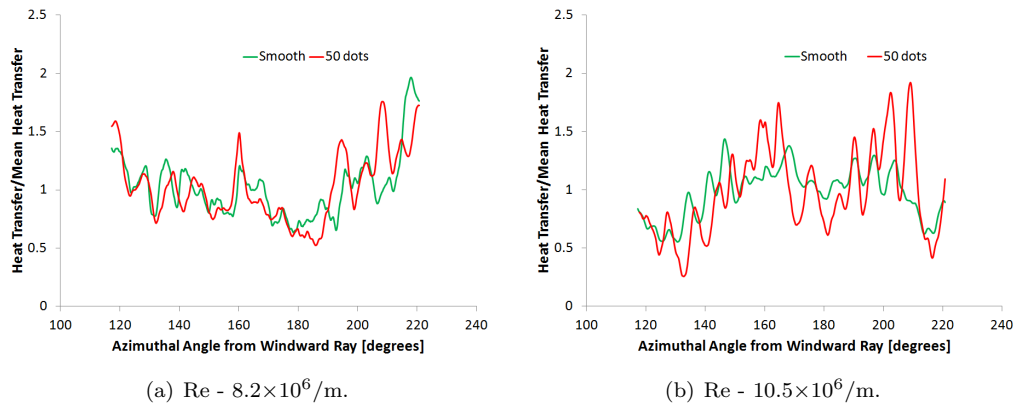 2.5
2
1.5
1
0.5
0
Heat Transfer/Mean Heat Transfer
Smooth
50 dots
100 120 140 160 180 200 220 240
Azimuthal Angle from Windward Ray [degrees]
(a) Re - 8.2×10⁶/m.
2.5
2
1.5
1
0.5
0
Heat Transfer/Mean Heat Transfer
Smooth
50 dots
100 120 140 160 180 200 220 240
Azimuthal Angle from Windward Ray [degrees]
(b) Re - 10.5×10⁶/m.